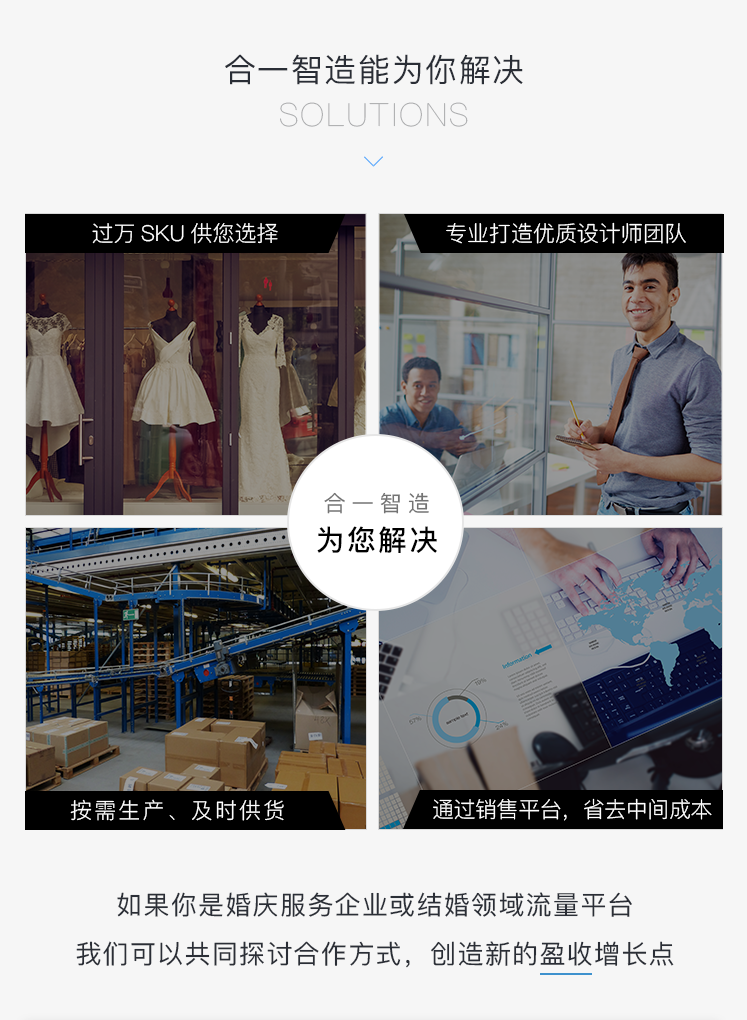 合一智造能为你解决
SOLUTIONS
过万 SKU 供您选择
专业打造优质设计师团队
合一智造
为您解决
Information
19%
57%
24%
按需生产、及时供货
通过销售平台，省去中间成本
如果你是婚庆服务企业或结婚领域流量平台
我们可以共同探讨合作方式，创造新的盈收增长点